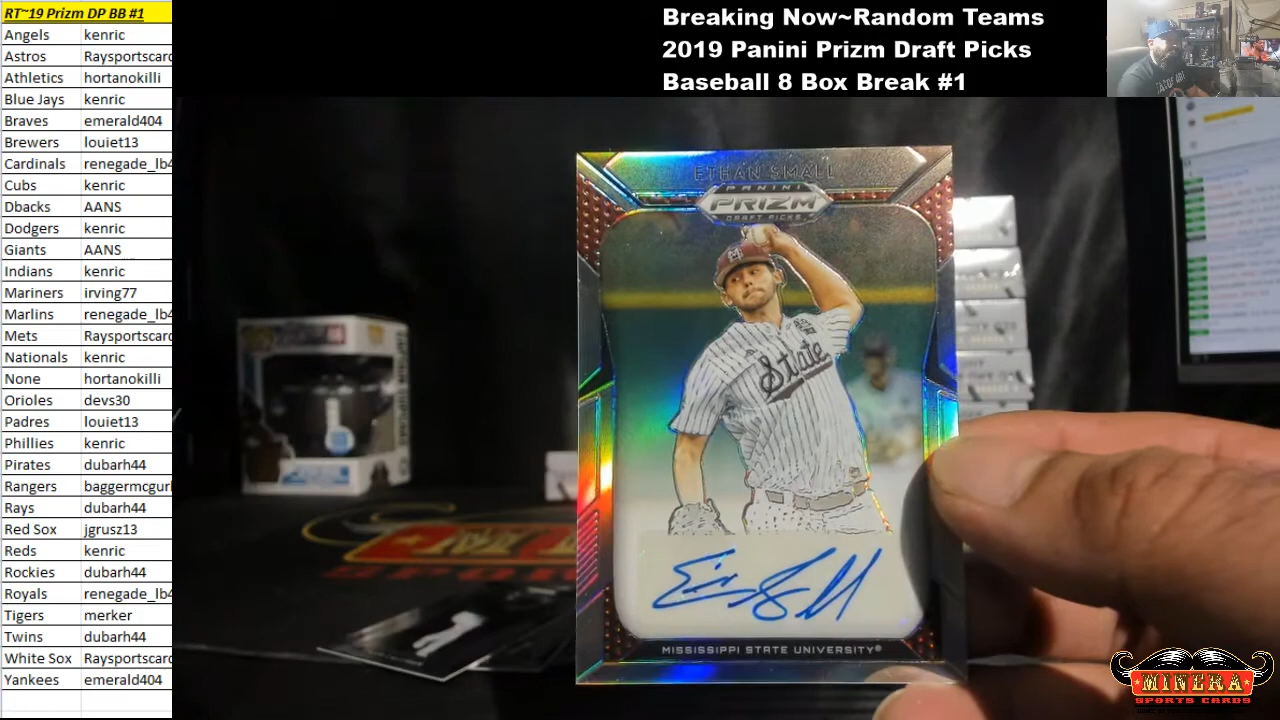 RT~19 Prizm DP BB #1
Angels kenric
Astros Raysportscard
Athletics hortanokilli
Blue Jays kenric
Braves emerald404
Brewers louiet13
Cardinals renegade_lb4
Cubs kenric
Dbacks AANS
Dodgers kenric
Giants AANS
Indians kenric
Mariners irving77
Marlins renegade_lb4
Mets Raysportscard
Nationals kenric
None hortanokilli
Orioles devs30
Padres louiet13
Phillies kenric
Pirates dubarh44
Rangers baggermcgurl
Rays dubarh44
Red Sox jgrusz13
Reds kenric
Rockies dubarh44
Royals renegade_lb4
Tigers merker
Twins dubarh44
White Sox Raysportscard
Yankees emerald404
Breaking Now~Random Teams
2019 Panini Prizm Draft Picks
Baseball 8 Box Break #1
ETHAN SMALL
PANINI
PRIZM
DRAFT PICKS
State
MISSISSIPPI STATE UNIVERSITY®
MINERA
SPORTS CARDS